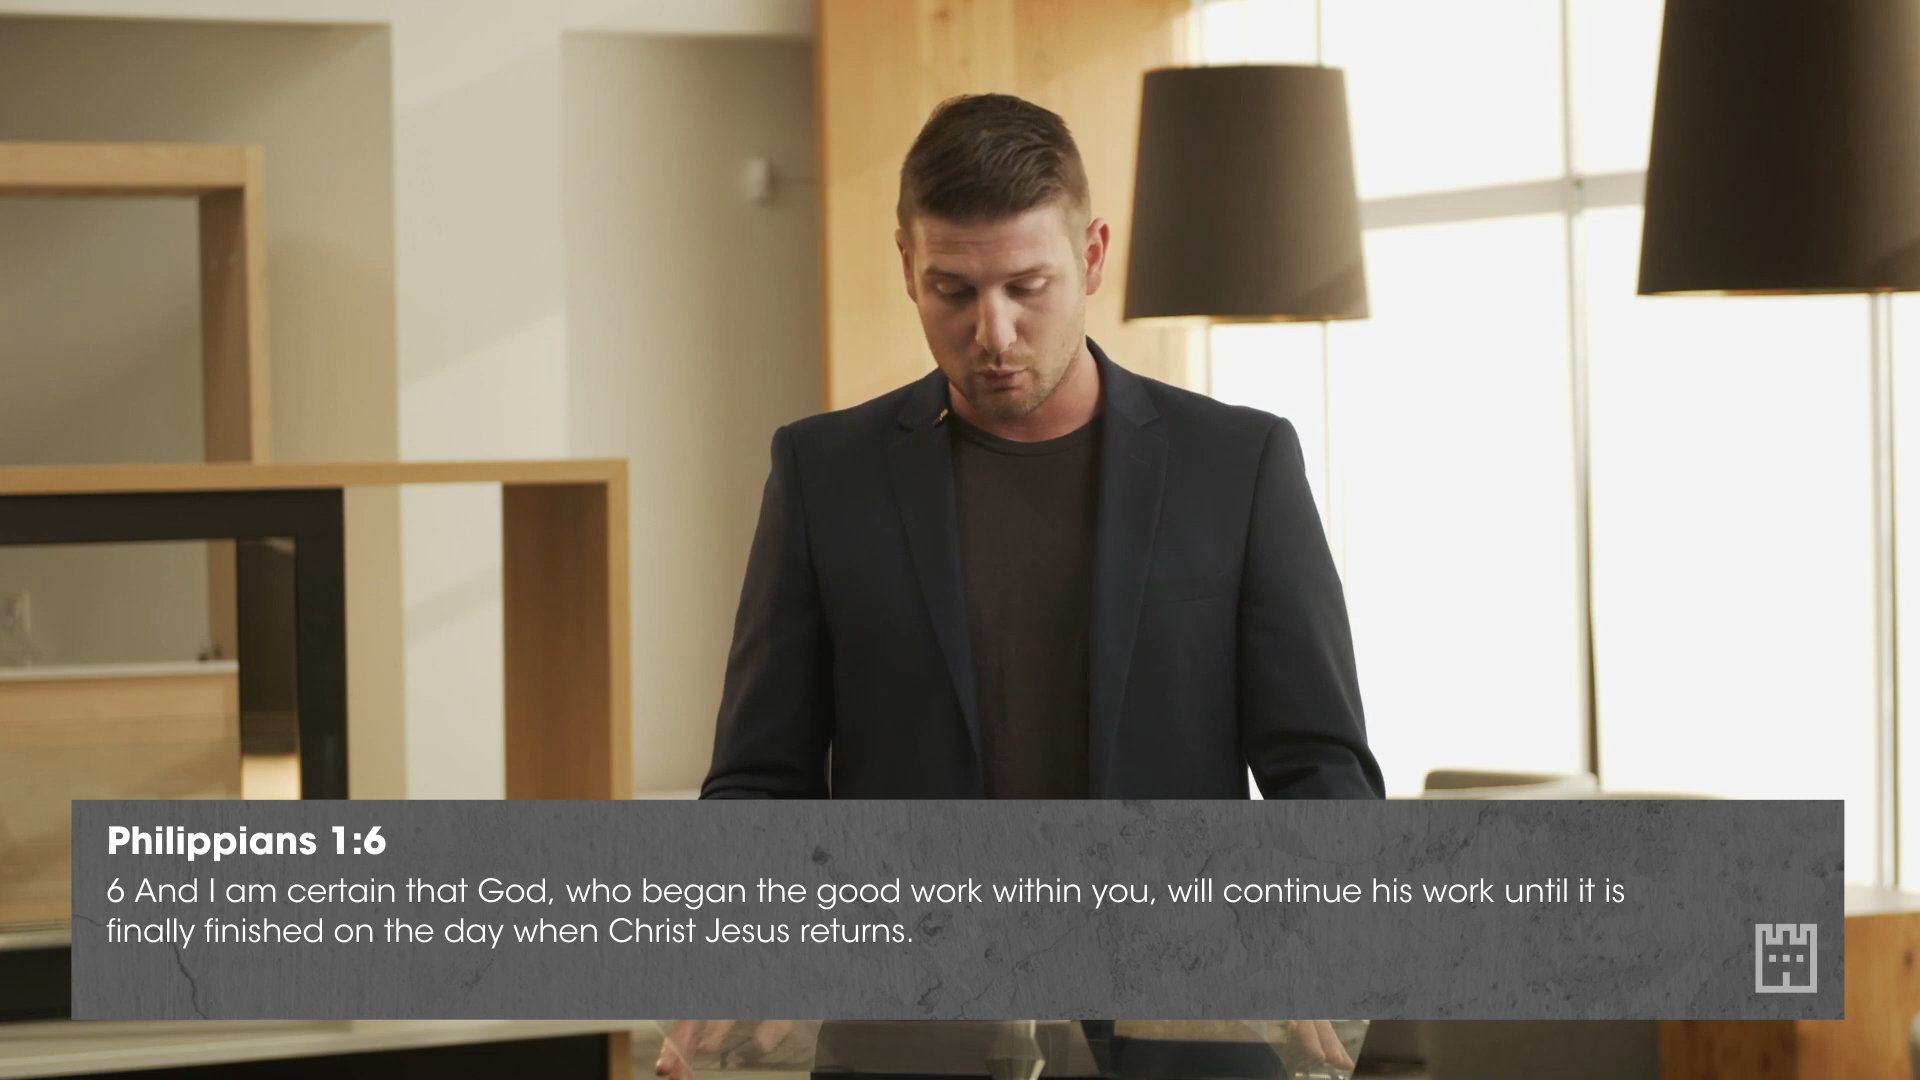 Philippians 1:6
6 And I am certain that God, who began the good work within you, will continue his work until it is
finally finished on the day when Christ Jesus returns.